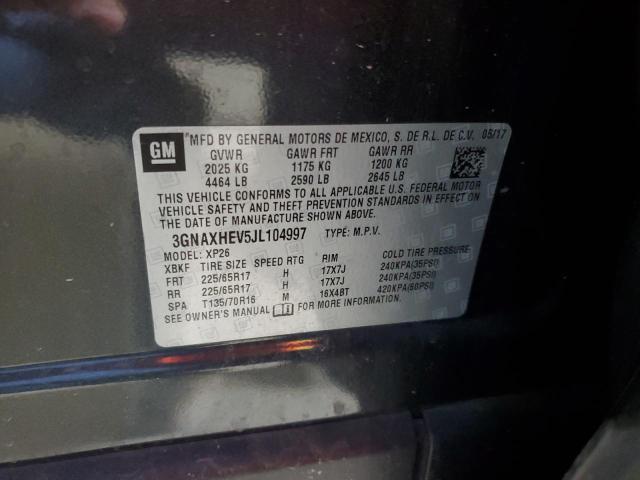 GM
*MFD BY GENERAL MOTORS DE MEXICO, S. DE R.L. DE C.V. 06/17
GVWR GAWR FRT GAWR RR
2025 KG 1175 KG 1200 KG
4464 LB 2590 LB 2645 LB
THIS VEHICLE CONFORMS TO ALL APPLICABLE U.S. FEDERAL MOTOR
VEHICLE SAFETY AND THEFT PREVENTION STANDARDS IN EFFECT ON
THE DATE OF MANUFACTURE SHOWN ABOVE.
3GNAXHEV5JL104997 TYPE: M.P.V.
MODEL: XP26
XBKF TIRE SIZE SPEED RTG RIM COLD TIRE PRESSURE
FRT 225/65R17 H 17X7J 240KPA(35PSI)
RR 225/65R17 H 17X7J 240KPA(35PSI)
SPA T135/70R16 M 16X4BT 420KPA(60PSI)
SEE OWNER'S MANUAL FOR MORE INFORMATION.